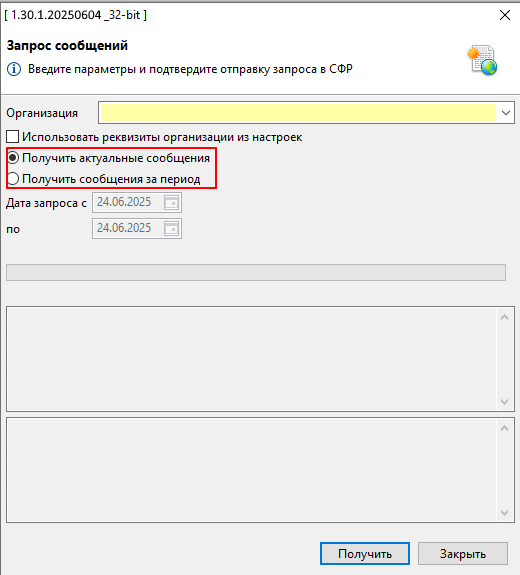 [ 1.30.1.20250604 _32-bit ]
Запрос сообщений
Введите параметры и подтвердите отправку запроса в СФР
Организация
Использовать реквизиты организации из настроек
Получить актуальные сообщения
Получить сообщения за период
Дата запроса с 24.06.2025
по 24.06.2025
Получить Закрыть